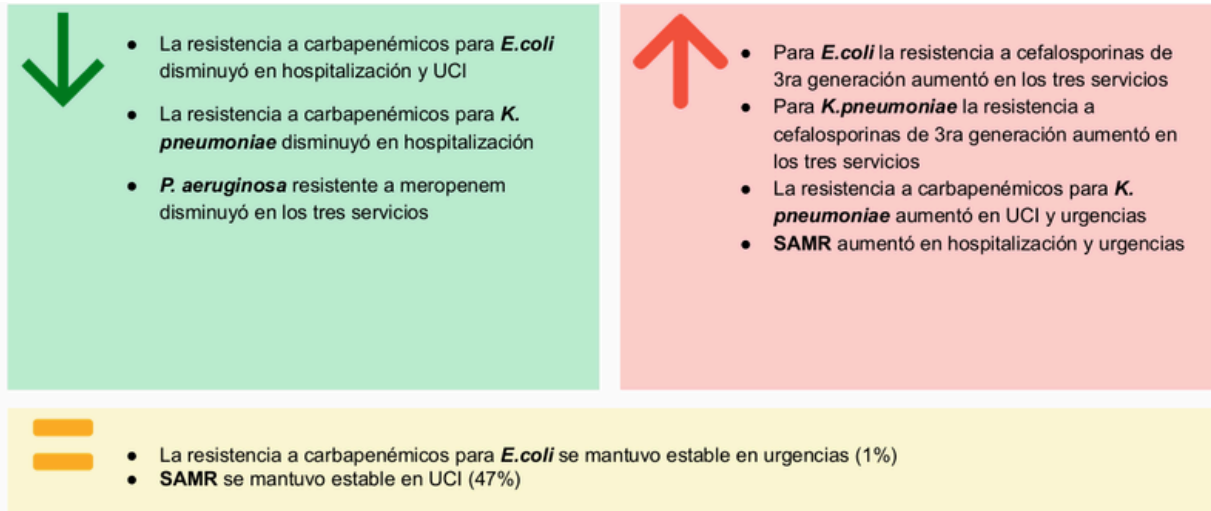 ● La resistencia a carbapenémicos para E.coli
disminuyó en hospitalización y UCI
● La resistencia a carbapenémicos para K.
pneumoniae disminuyó en hospitalización
● P. aeruginosa resistente a meropenem
disminuyó en los tres servicios
● Para E.coli la resistencia a cefalosporinas de
3ra generación aumentó en los tres servicios
● Para K.pneumoniae la resistencia a
cefalosporinas de 3ra generación aumentó en
los tres servicios
● La resistencia a carbapenémicos para K.
pneumoniae aumentó en UCI y urgencias
● SAMR aumentó en hospitalización y urgencias
● La resistencia a carbapenémicos para E.coli se mantuvo estable en urgencias (1%)
● SAMR se mantuvo estable en UCI (47%)